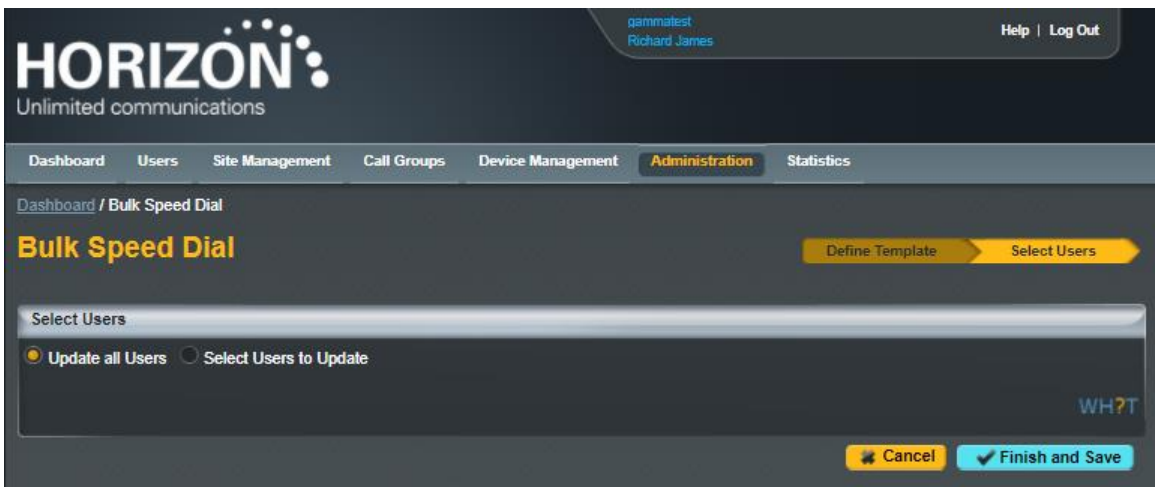 gammatest
Richard James
Help | Log Out
HORIZON
Unlimited communications
Dashboard Users Site Management Call Groups Device Management Administration Statistics
Dashboard / Bulk Speed Dial
Bulk Speed Dial
Define Template Select Users
Select Users
Update all Users Select Users to Update
WH?T
Cancel Finish and Save